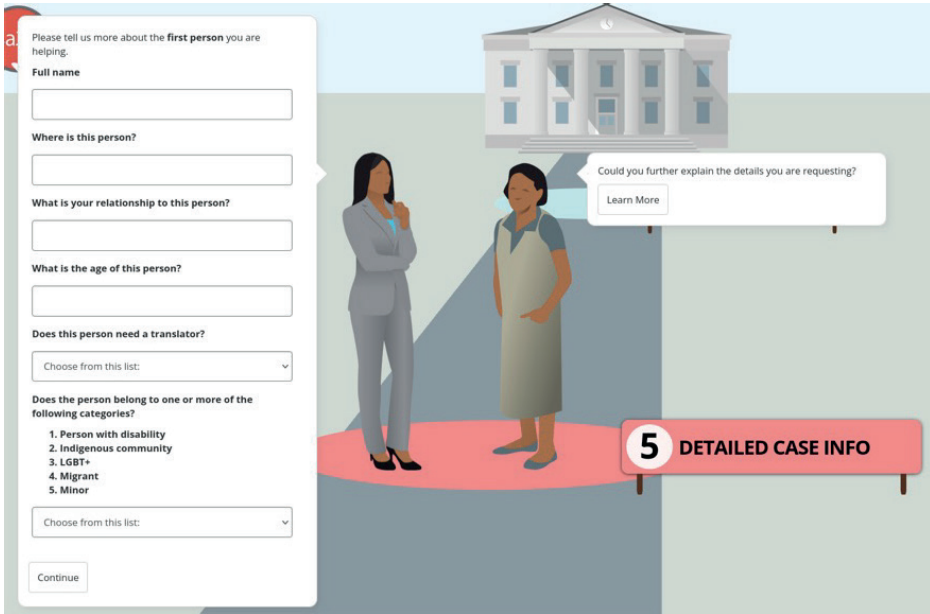 Please tell us more about the first person you are
helping.
Full name
Where is this person?
What is your relationship to this person?
What is the age of this person?
Does this person need a translator?
Choose from this list:
Does the person belong to one or more of the
following categories?
1. Person with disability
2. Indigenous community
3. LGBT+
4. Migrant
5. Minor
Choose from this list:
Continue
Could you further explain the details you are requesting?
Learn More
5 DETAILED CASE INFO